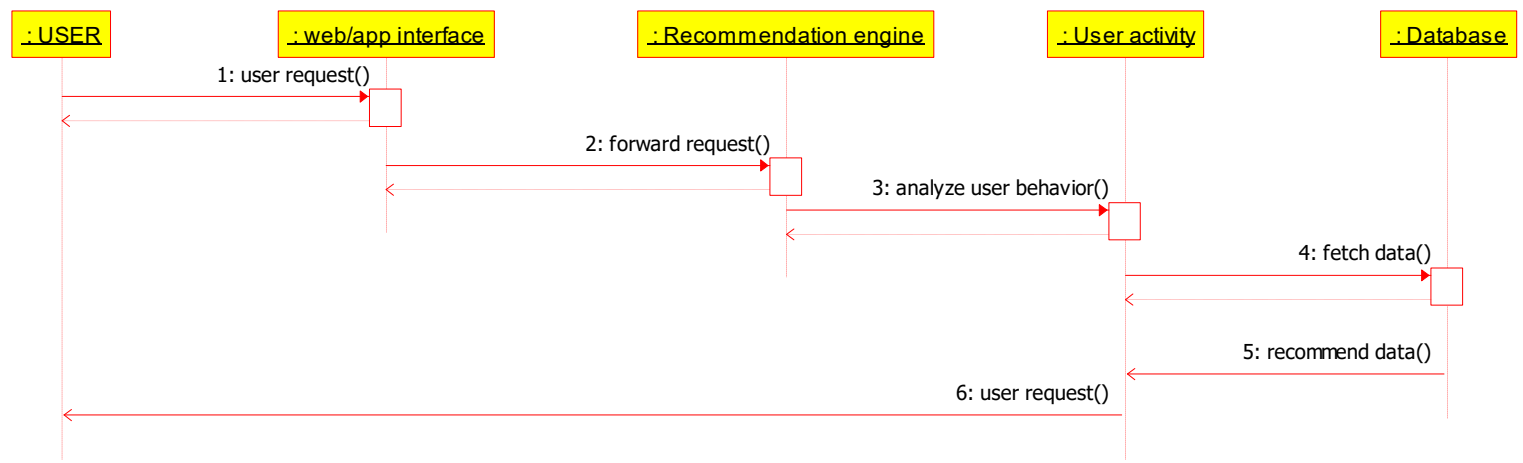 : USER
: web/app interface
: Recommendation engine
: User activity
: Database
1: user request()
2: forward request()
3: analyze user behavior()
4: fetch data()
5: recommend data()
6: user request()